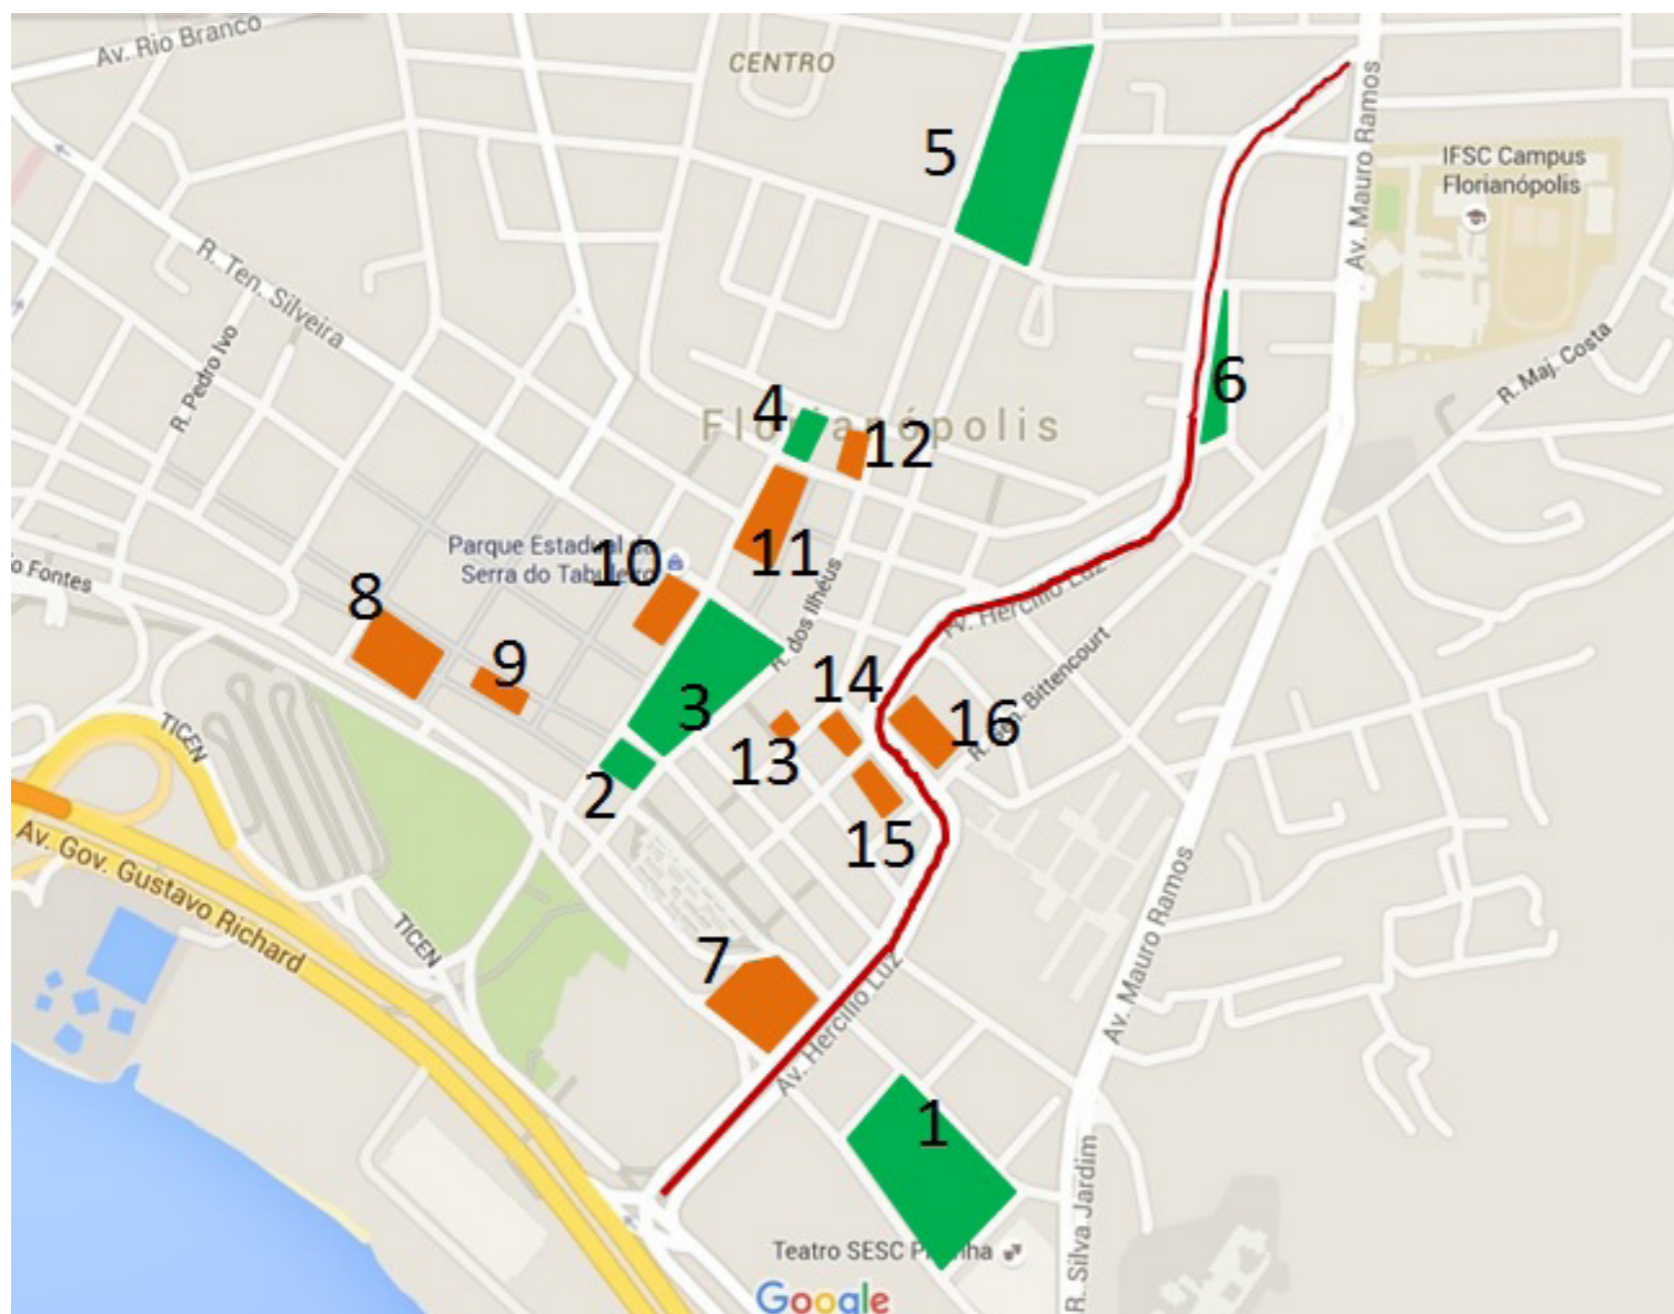 Av. Rio Branco
CENTRO
5
IFSC Campus
Florianópolis
Av. Mauro Ramos
R. Ten. Silveira
R. Pedro Ivo
R. Maj. Costa
6
4
Florianópolis
12
Parque Estadual da
Serra do Tabuleiro
10
11
R. dos Ilhéus
o Fontes
8
9
Av. Hercílio Luz
R. Bittencourt
3
14
16
13
2
TICEN
15
Av. Gov. Gustavo Richard
TICEN
7
Av. Hercílio Luz
Av. Mauro Ramos
1
R. Silva Jardim
Teatro SESC
Google